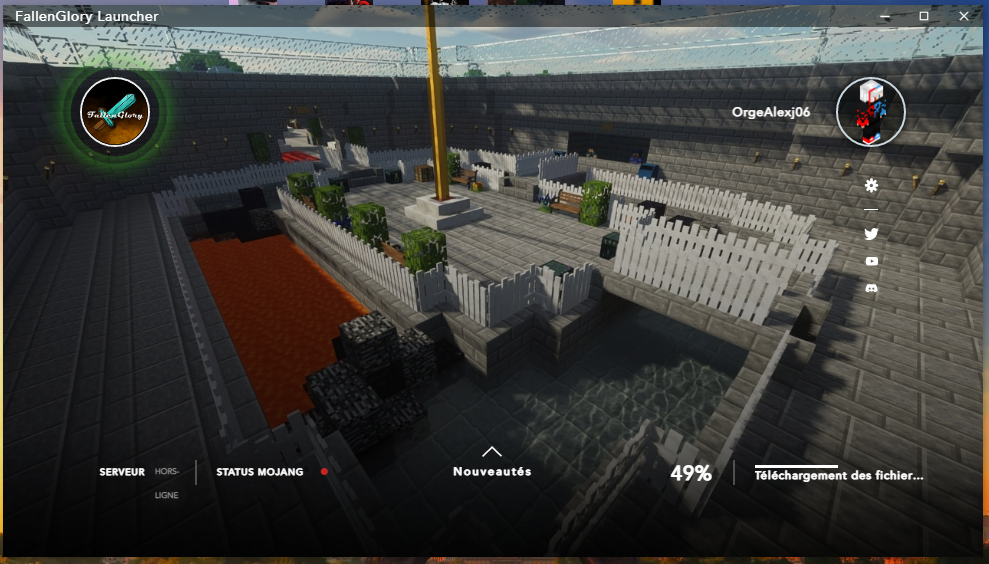 FallenGlory Launcher
FallenGlory
OrgeAlexj06
SERVEUR
HORS-
LIGNE
STATUS MOJANG
Nouveautés
49%
Téléchargement des fichier...